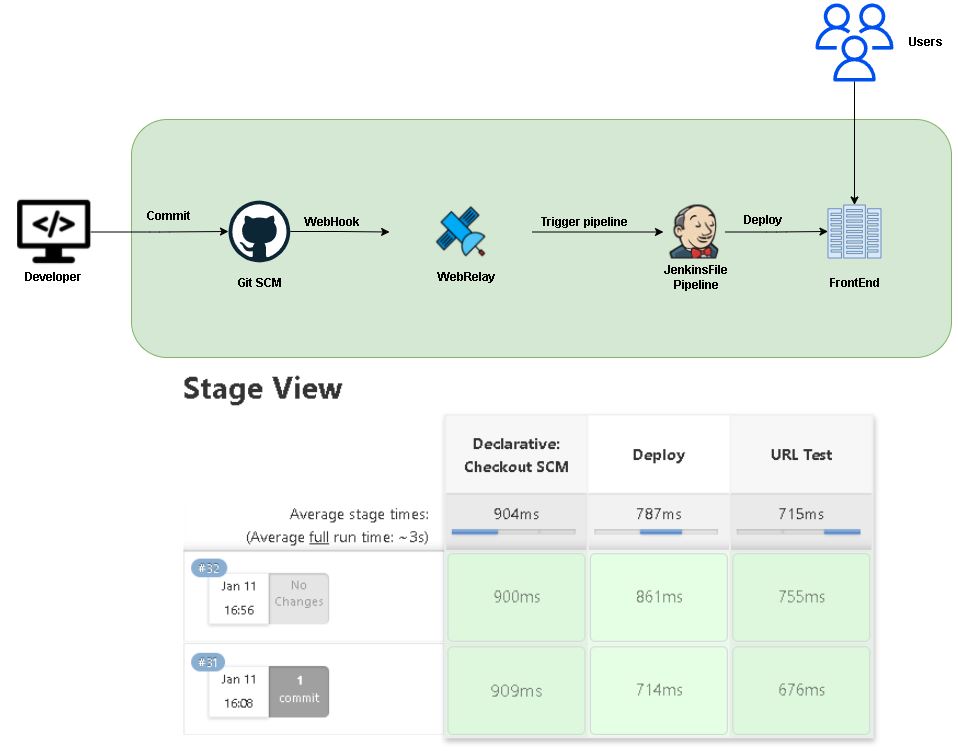 Users
Commit
WebHook
Trigger pipeline
Deploy
Developer
Git SCM
WebRelay
JenkinsFile
Pipeline
FrontEnd
Stage View
Declarative:
Checkout SCM
Deploy
URL Test
Average stage times:
(Average full run time: ~3s)
904ms
787ms
715ms
#32
Jan 11
16:56
No
Changes
900ms
861ms
755ms
#31
Jan 11
16:08
1
commit
909ms
714ms
676ms